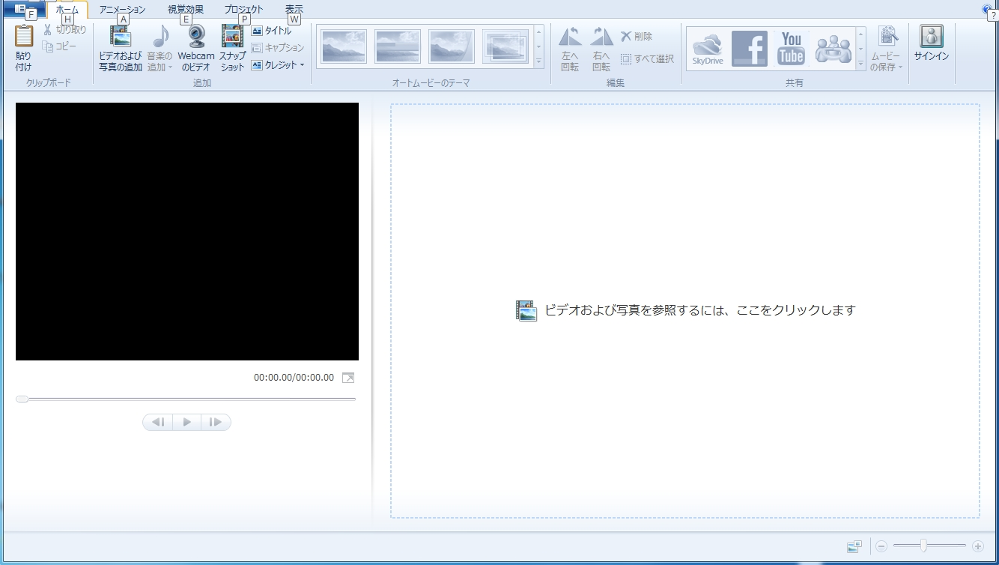 ホーム アニメーション 視覚効果 プロジェクト 表示
F H A E P W ?
貼り付け
切り取り
コピー
クリップボード
ビデオおよび
写真の追加
音楽の
追加
Webcam
のビデオ
スナップ
ショット
タイトル
キャプション
クレジット
追加
オートムービーのテーマ
左へ
回転
右へ
回転
削除
すべて選択
編集
SkyDrive
f
You
Tube
共有
ムービー
の保存
サインイン
ビデオおよび写真を参照するには、ここをクリックします
00:00.00/00:00.00